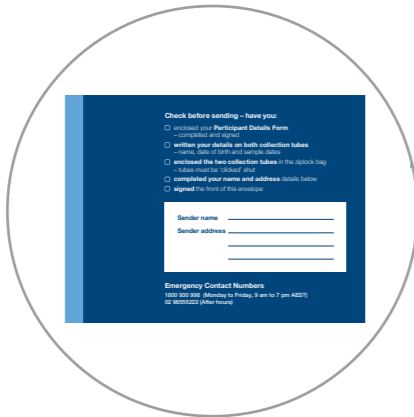 Check before sending – have you:
enclosed your Participant Details Form
– completed and signed
written your details on both collection tubes
– name, date of birth and sample dates
enclosed the two collection tubes in the ziplock bag
– tubes must be 'clicked' shut
completed your name and address details below
signed the front of this envelope
Sender name
Sender address
Emergency Contact Numbers
1800 930 998 (Monday to Friday, 9 am to 7 pm AEST)
02 98555222 (After hours)